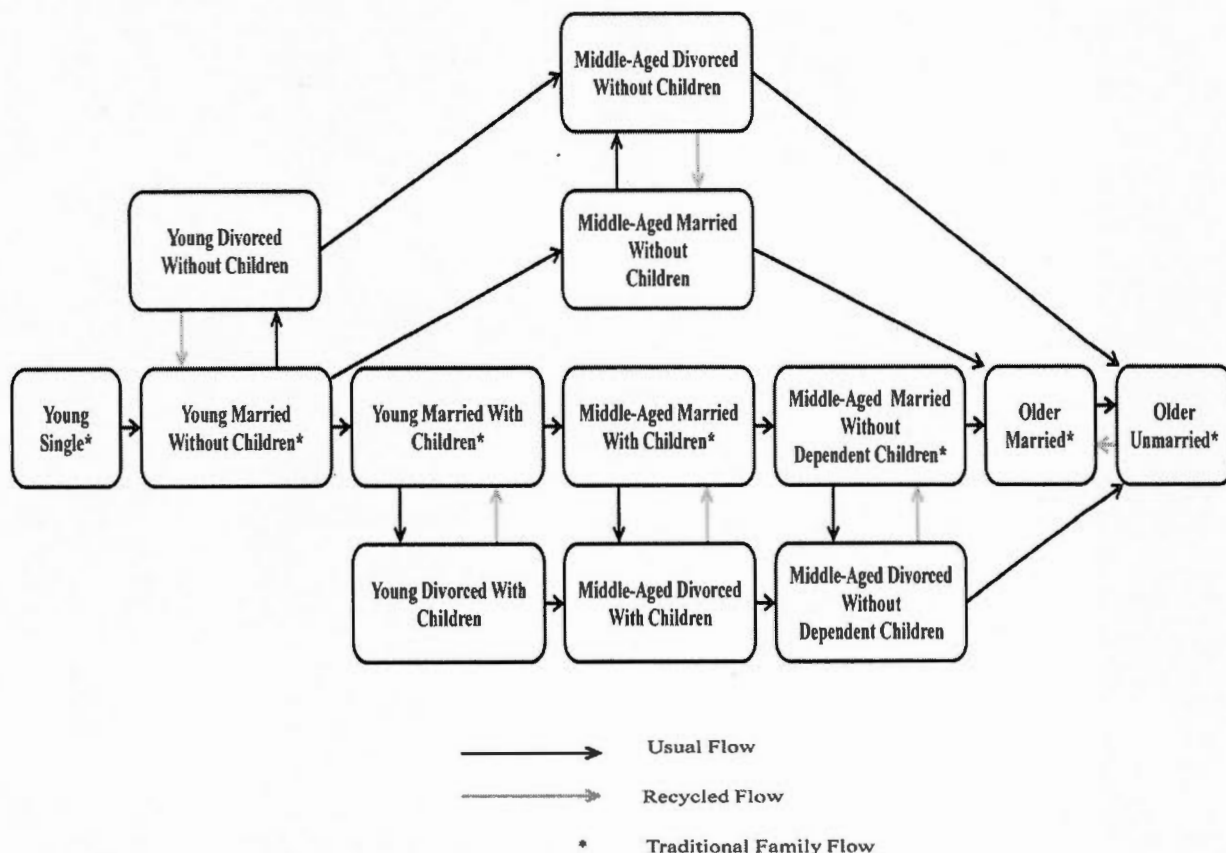 Middle-Aged Divorced
Without Children
Young Divorced
Without Children
Middle-Aged Married
Without
Children
Young
Single*
Young Married
Without Children*
Young Married With
Children*
Middle-Aged Married
With Children*
Middle-Aged Married
Without
Dependent Children*
Older
Married*
Older
Unmarried*
Young Divorced With
Children
Middle-Aged Divorced
With Children
Middle-Aged Divorced
Without
Dependent Children
Usual Flow
Recycled Flow
* Traditional Family Flow